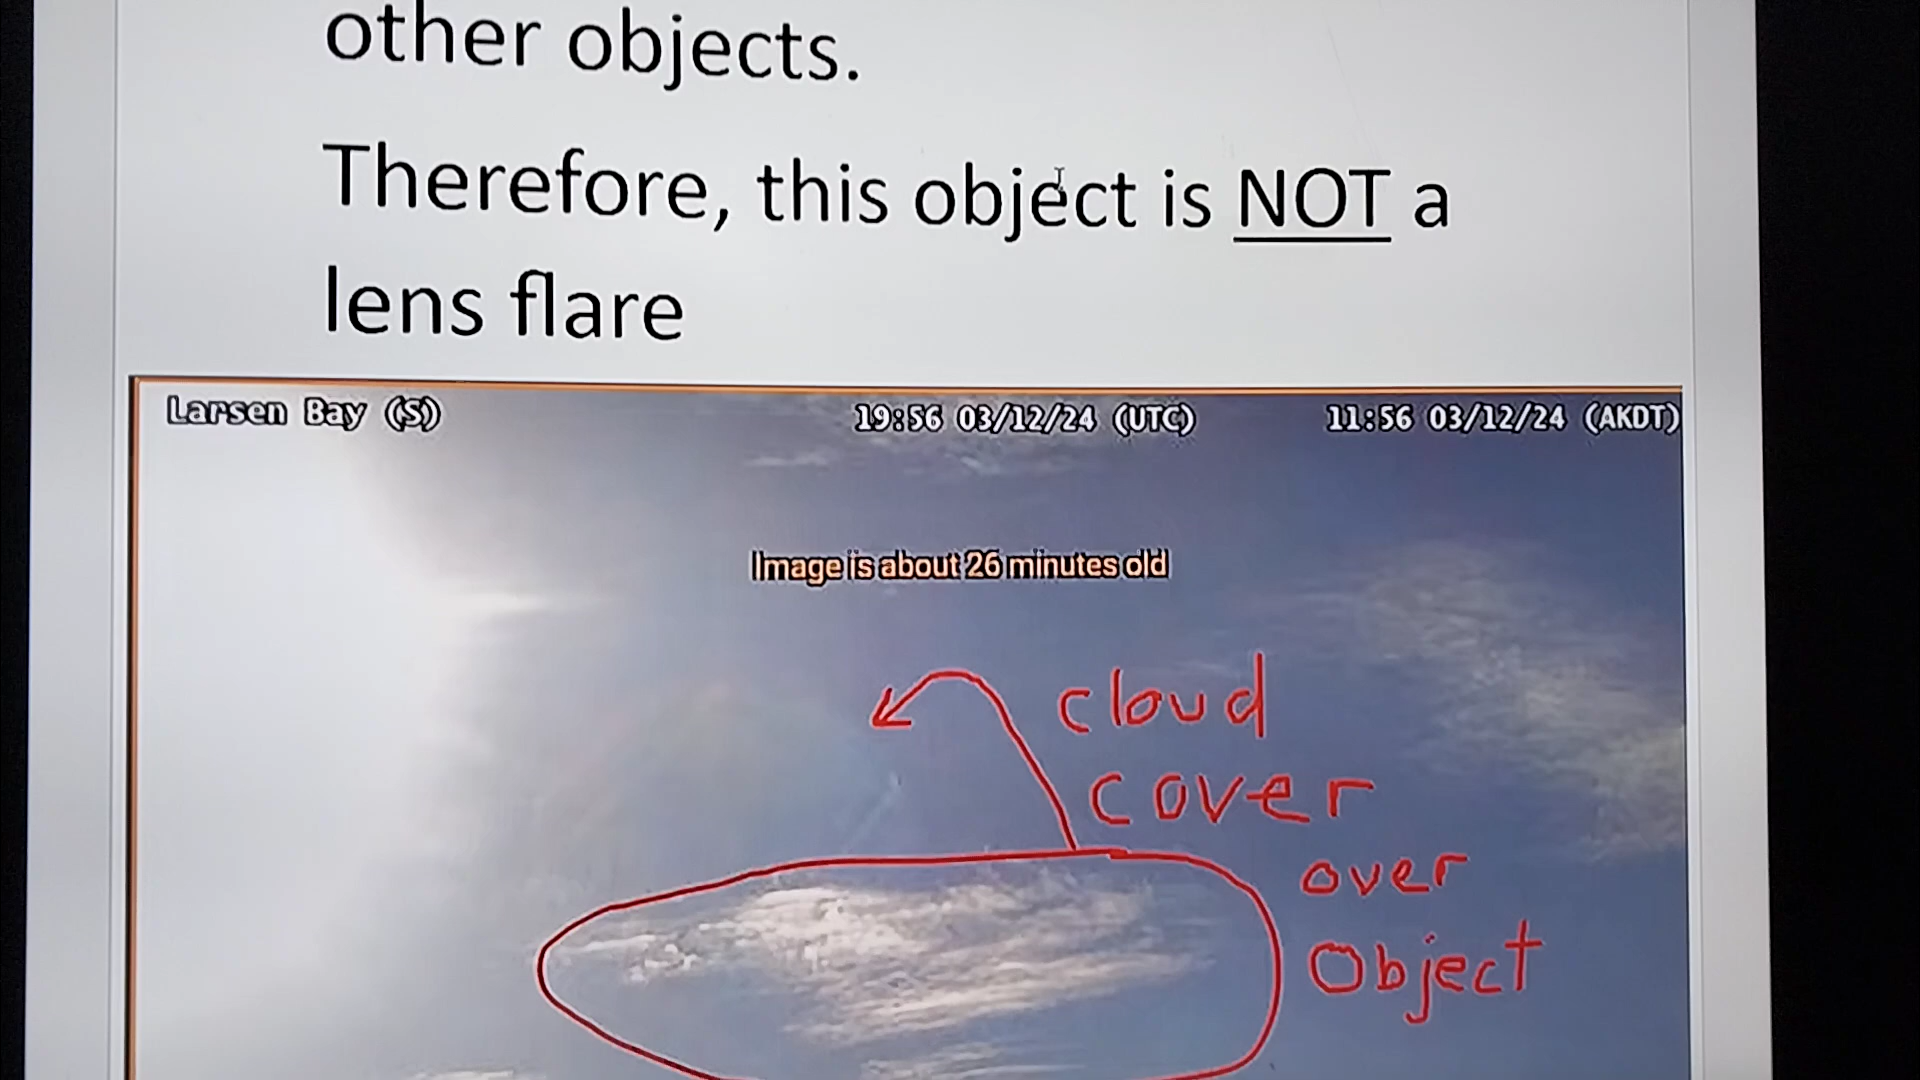 other objects.
Therefore, this object is NOT a
lens flare
Larsen Bay (S) 19:56 03/12/24 (UTC) 11:56 03/12/24 (AKDT)
Image is about 26 minutes old
cloud
cover
over
Object